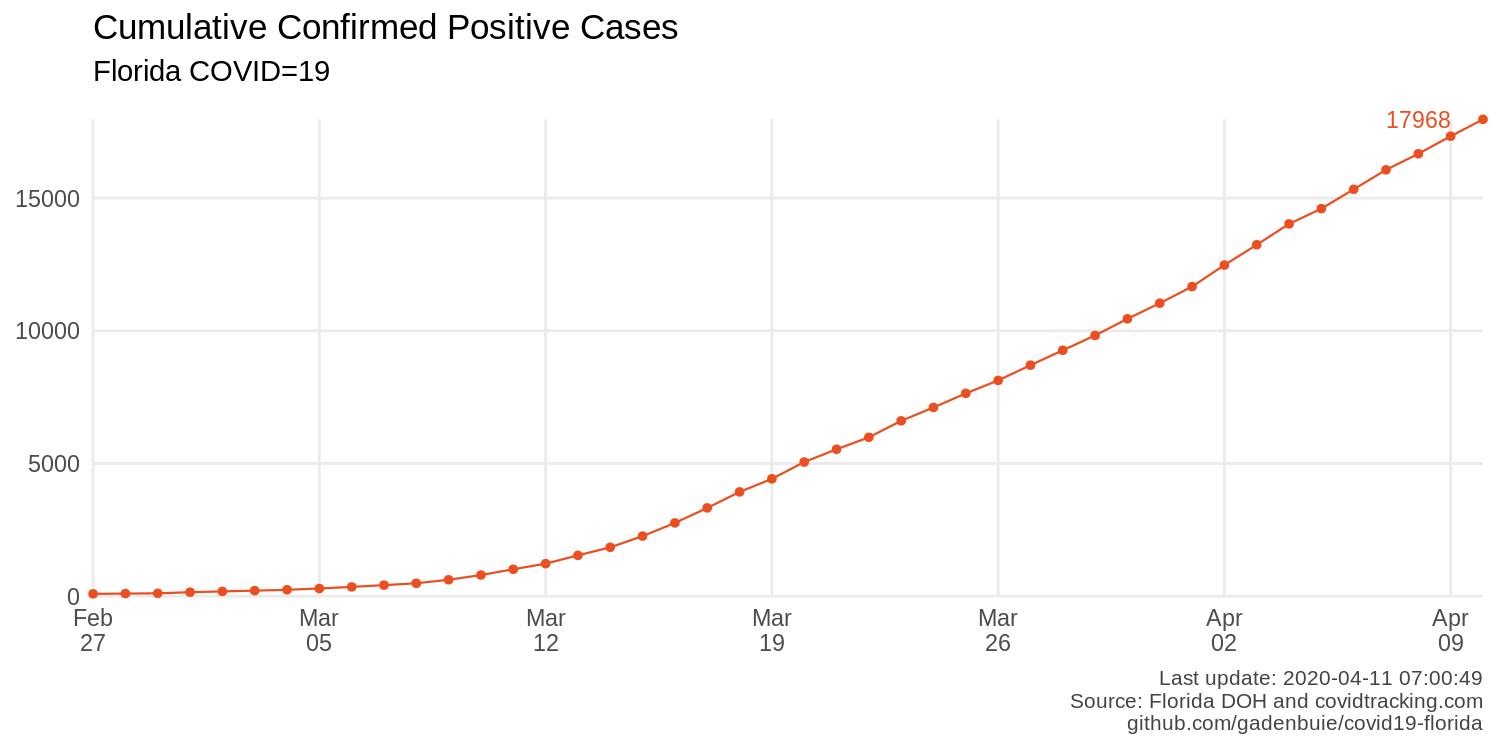 Cumulative Confirmed Positive Cases
Florida COVID=19
17968
15000
10000
5000
0
Feb Mar Mar Mar Mar Apr Apr
27 05 12 19 26 02 09
Last update: 2020-04-11 07:00:49
Source: Florida DOH and covidtracking.com
github.com/gadenbuie/covid19-florida